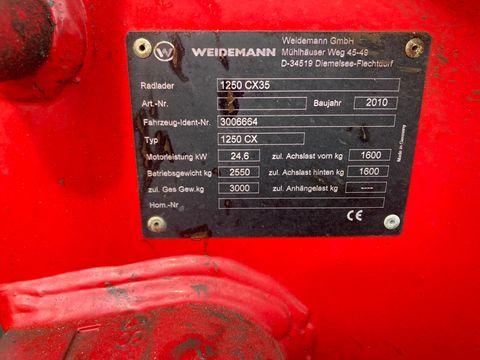 WEIDEMANN
Weidemann GmbH
Mühlhäuser Weg 45-49
D-34519 Diemelsee-Flechtdorf
Radlader 1250 CX35
Art.-Nr. Baujahr 2010
Fahrzeug-Ident-Nr. 3006664
Typ 1250 CX
Motorleistung kW 24,6 zul. Achslast vorn kg 1600
Betriebsgewicht kg 2550 zul. Achslast hinten kg 1600
zul. Ges Gew.kg 3000 zul. Anhängelast kg ---
Hom.-Nr
Made in Germany
CE